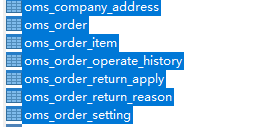 oms_company_address
oms_order
oms_order_item
oms_order_operate_history
oms_order_return_apply
oms_order_return_reason
oms_order_setting